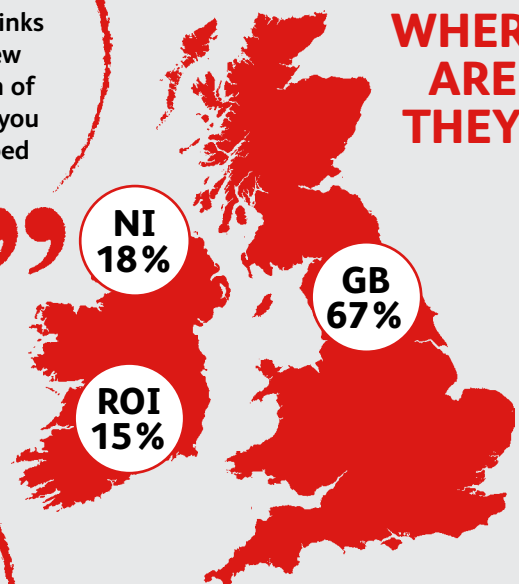 WHER
ARE
THEY
inks
ew
of
you
ed
”
NI
18%
GB
67%
ROI
15%